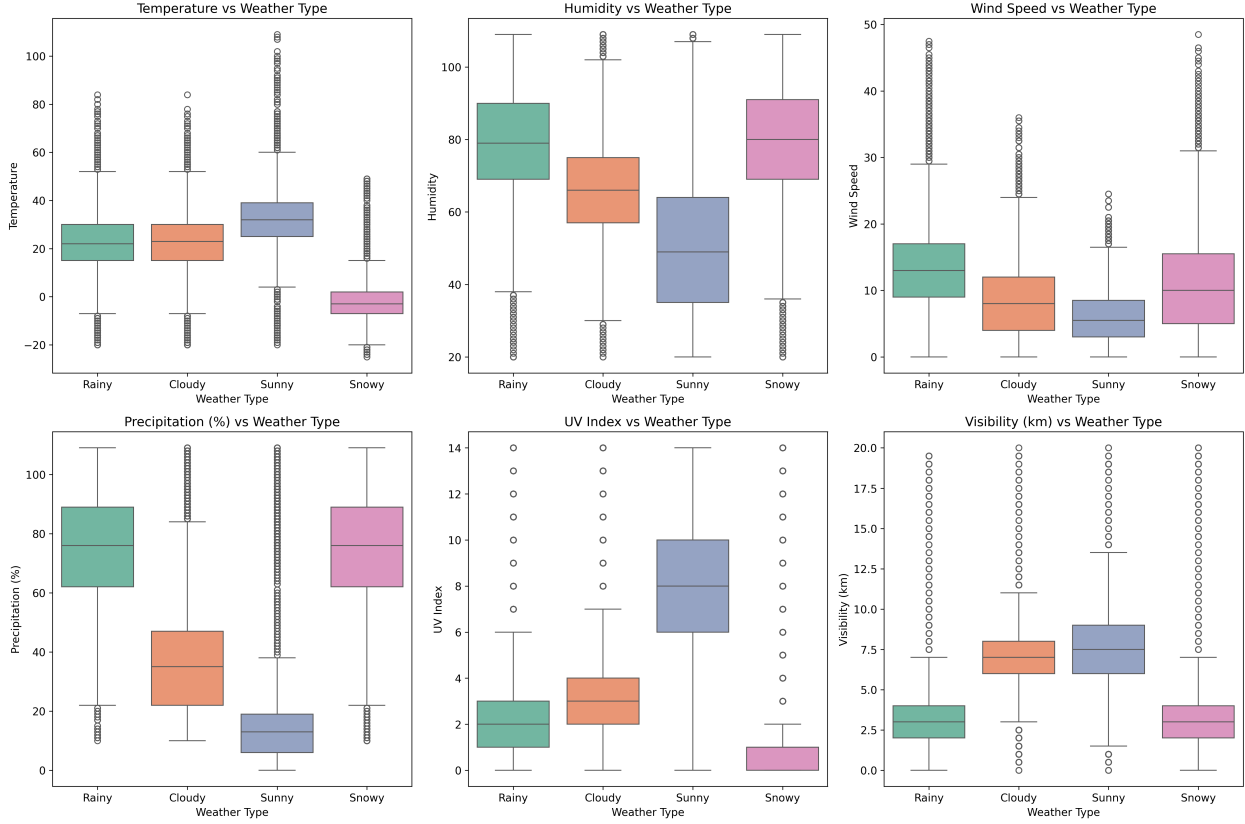 Temperature vs Weather Type
100
80
60
40
20
0
−20
Temperature
Rainy Cloudy Sunny Snowy
Weather Type
Humidity vs Weather Type
100
80
60
40
20
Humidity
Rainy Cloudy Sunny Snowy
Weather Type
Wind Speed vs Weather Type
50
40
30
20
10
0
Wind Speed
Rainy Cloudy Sunny Snowy
Weather Type
Precipitation (%) vs Weather Type
100
80
60
40
20
0
Precipitation (%)
Rainy Cloudy Sunny Snowy
Weather Type
UV Index vs Weather Type
14
12
10
8
6
4
2
0
UV Index
Rainy Cloudy Sunny Snowy
Weather Type
Visibility (km) vs Weather Type
20.0
17.5
15.0
12.5
10.0
7.5
5.0
2.5
0.0
Visibility (km)
Rainy Cloudy Sunny Snowy
Weather Type